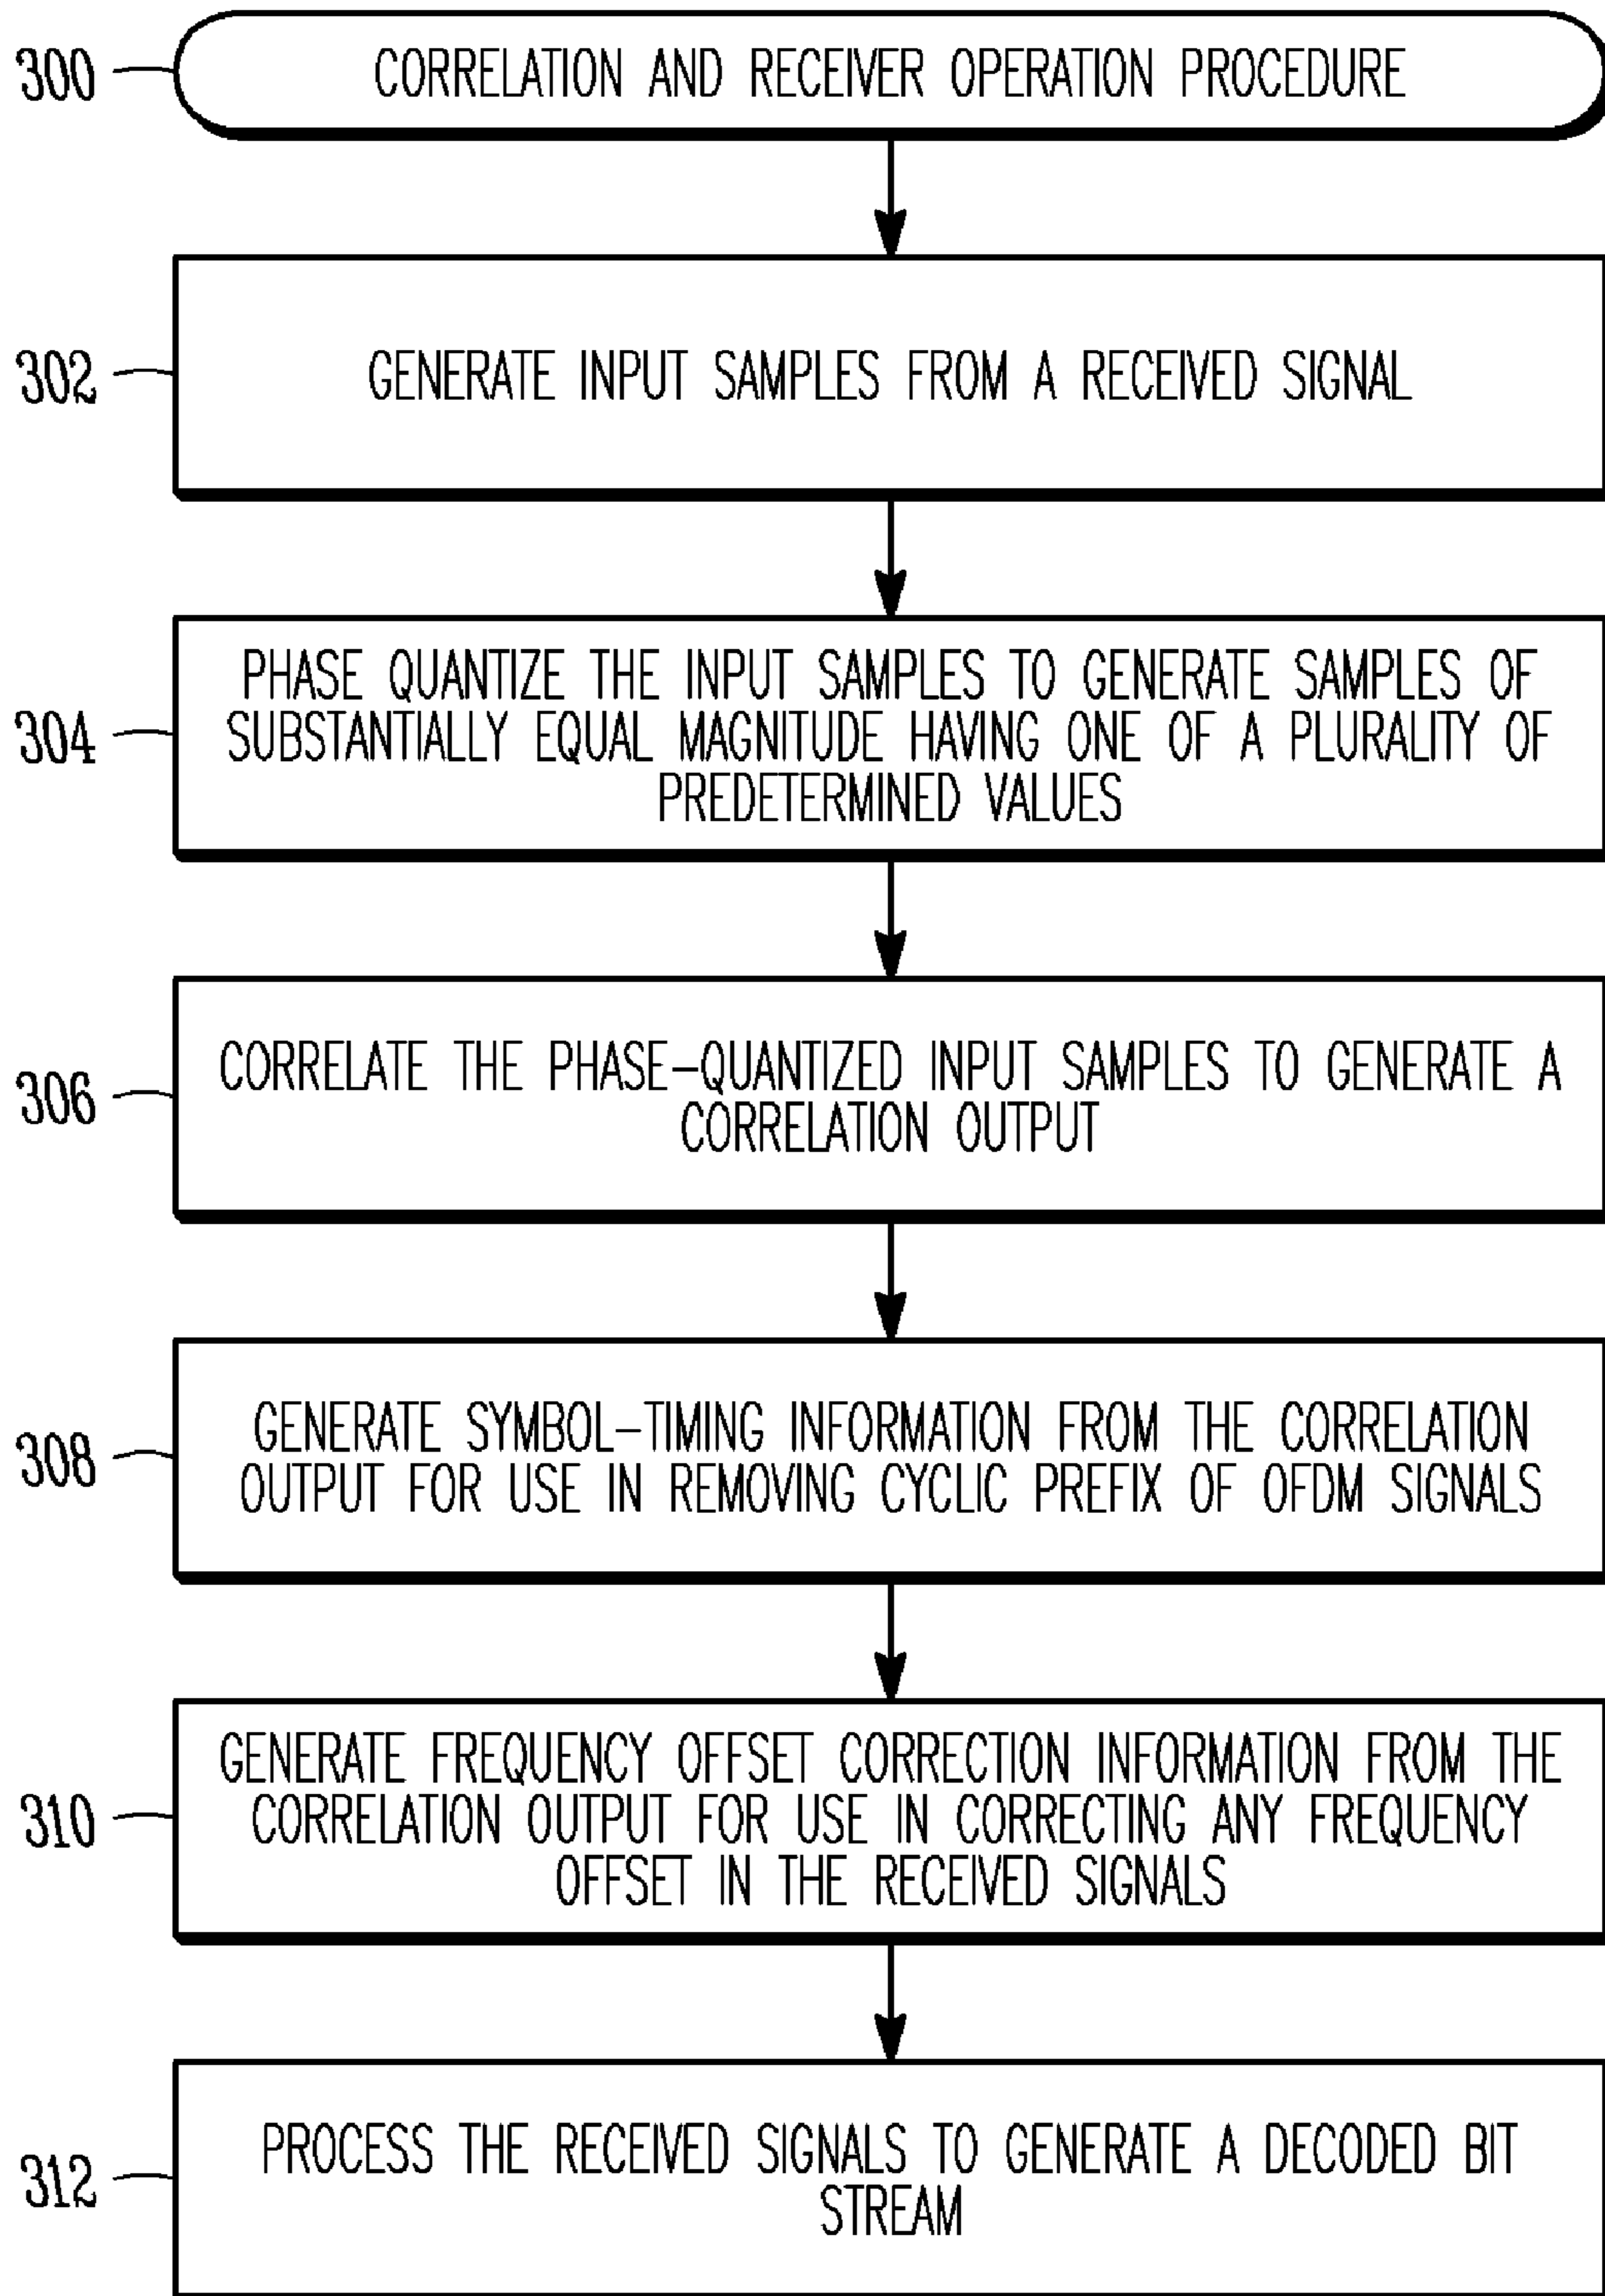 300
CORRELATION AND RECEIVER OPERATION PROCEDURE
302
GENERATE INPUT SAMPLES FROM A RECEIVED SIGNAL
304
PHASE QUANTIZE THE INPUT SAMPLES TO GENERATE SAMPLES OF
SUBSTANTIALLY EQUAL MAGNITUDE HAVING ONE OF A PLURALITY OF
PREDETERMINED VALUES
306
CORRELATE THE PHASE-QUANTIZED INPUT SAMPLES TO GENERATE A
CORRELATION OUTPUT
308
GENERATE SYMBOL-TIMING INFORMATION FROM THE CORRELATION
OUTPUT FOR USE IN REMOVING CYCLIC PREFIX OF OFDM SIGNALS
310
GENERATE FREQUENCY OFFSET CORRECTION INFORMATION FROM THE
CORRELATION OUTPUT FOR USE IN CORRECTING ANY FREQUENCY
OFFSET IN THE RECEIVED SIGNALS
312
PROCESS THE RECEIVED SIGNALS TO GENERATE A DECODED BIT
STREAM